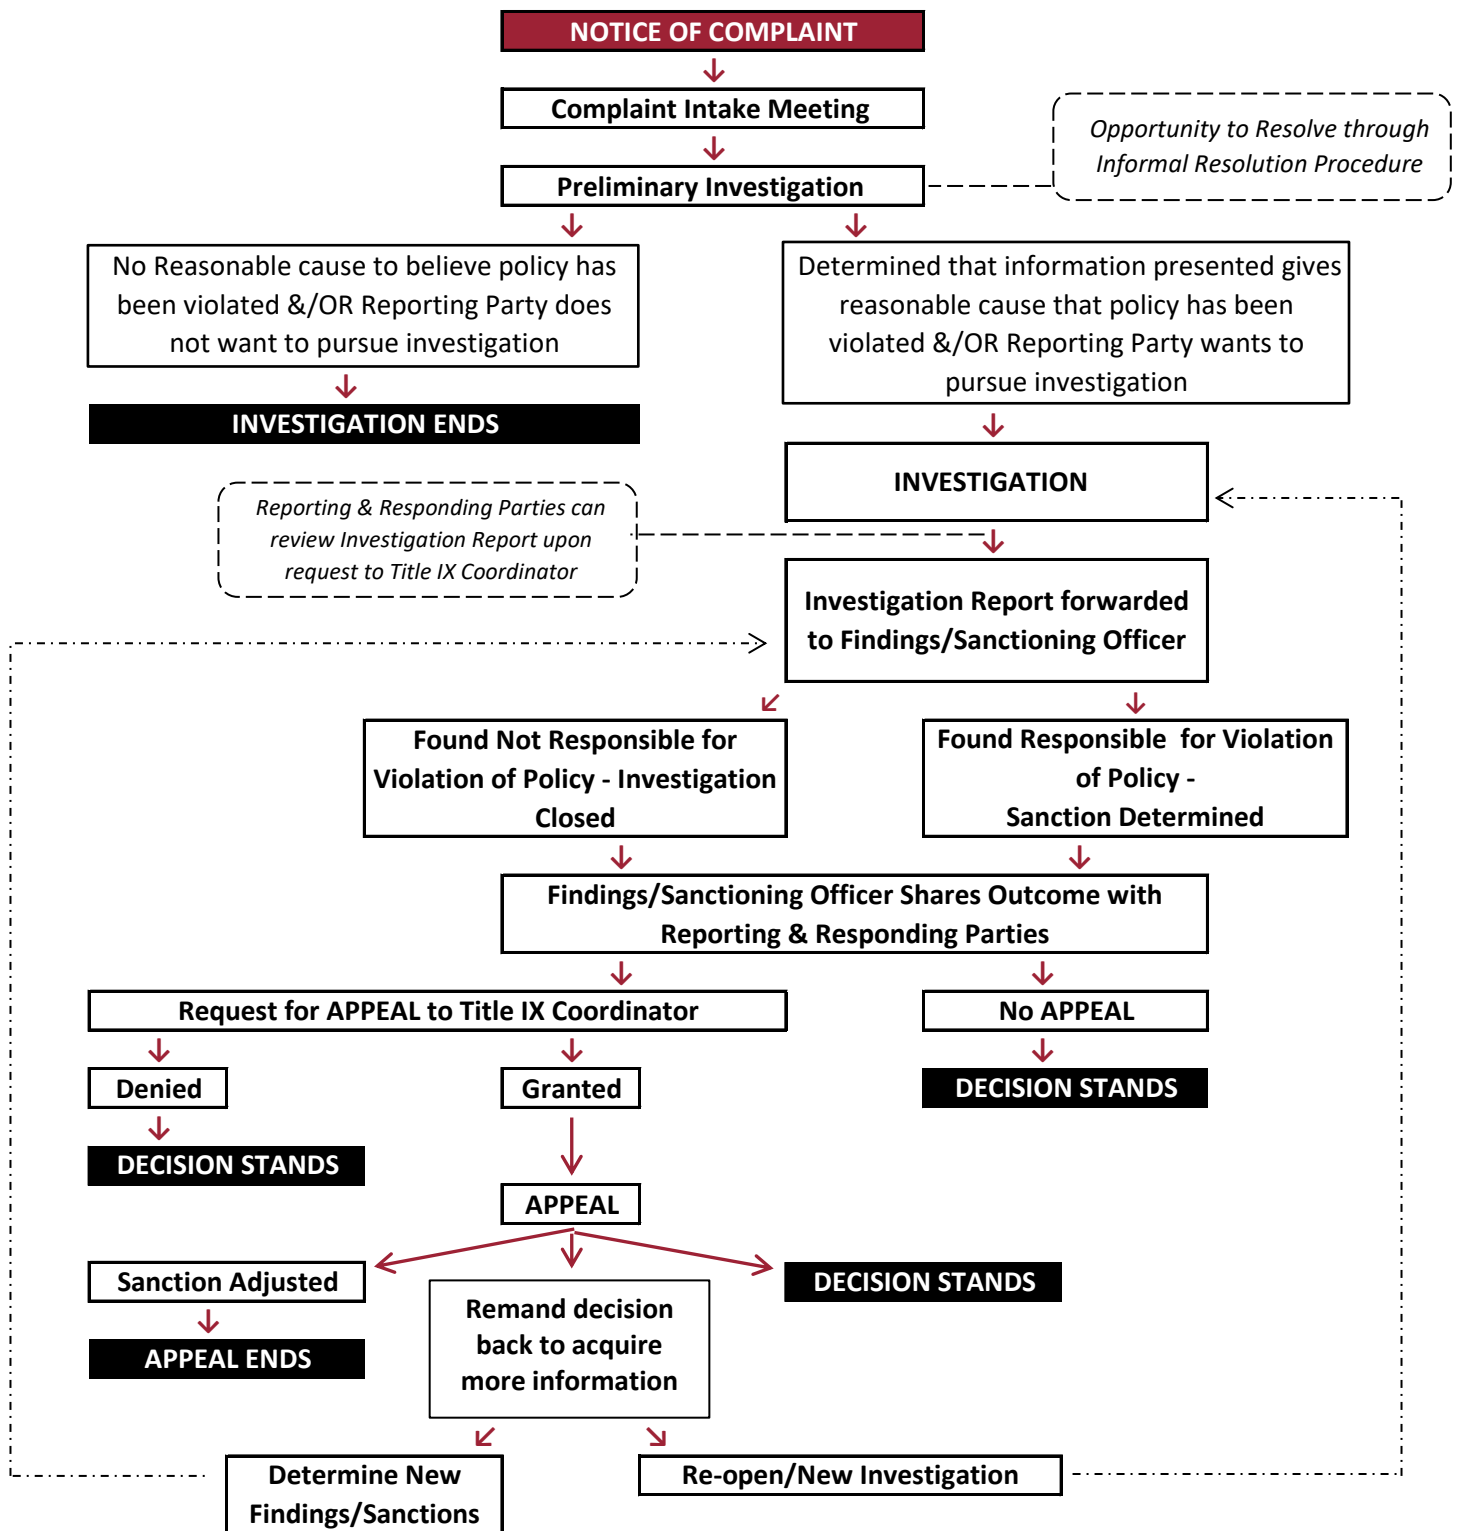 NOTICE OF COMPLAINT
Complaint Intake Meeting
Opportunity to Resolve through
Informal Resolution Procedure
Preliminary Investigation
No Reasonable cause to believe policy has
been violated &/OR Reporting Party does
not want to pursue investigation
Determined that information presented gives
reasonable cause that policy has been
violated &/OR Reporting Party wants to
pursue investigation
INVESTIGATION ENDS
INVESTIGATION
Reporting & Responding Parties can
review Investigation Report upon
request to Title IX Coordinator
Investigation Report forwarded
to Findings/Sanctioning Officer
Found Not Responsible for
Violation of Policy - Investigation
Closed
Found Responsible  for Violation
of Policy -
Sanction Determined
Findings/Sanctioning Officer Shares Outcome with
Reporting & Responding Parties
Request for APPEAL to Title IX Coordinator
No APPEAL
Denied
Granted
DECISION STANDS
DECISION STANDS
APPEAL
Sanction Adjusted
DECISION STANDS
Remand decision
back to acquire
more information
APPEAL ENDS
Determine New
Findings/Sanctions
Re-open/New Investigation